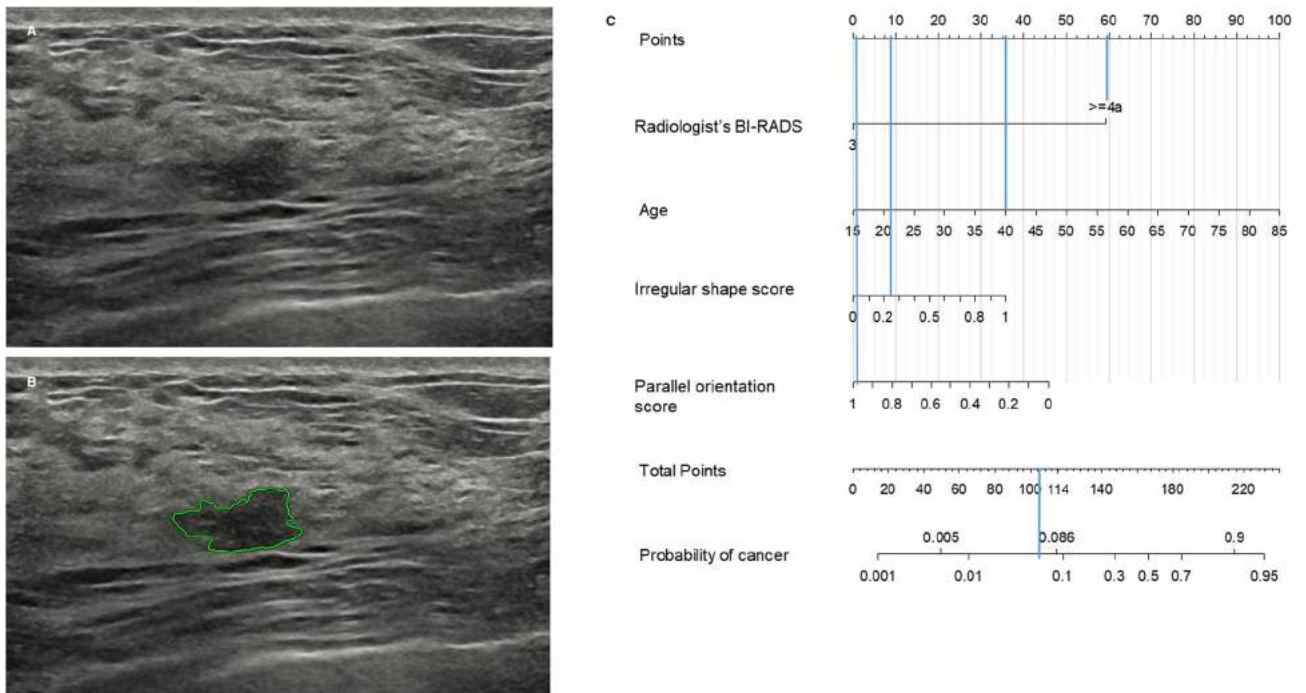 A
B
C
Points
0 10 20 30 40 50 60 70 80 90 100
Radiologist's BI-RADS
>=4a
3
Age
15 20 25 30 35 40 45 50 55 60 65 70 75 80 85
Irregular shape score
0 0.2 0.5 0.8 1
Parallel orientation
score
1 0.8 0.6 0.4 0.2 0
Total Points
0 20 40 60 80 100 114 140 180 220
Probability of cancer
0.005 0.086 0.9
0.001 0.01 0.1 0.3 0.5 0.7 0.95